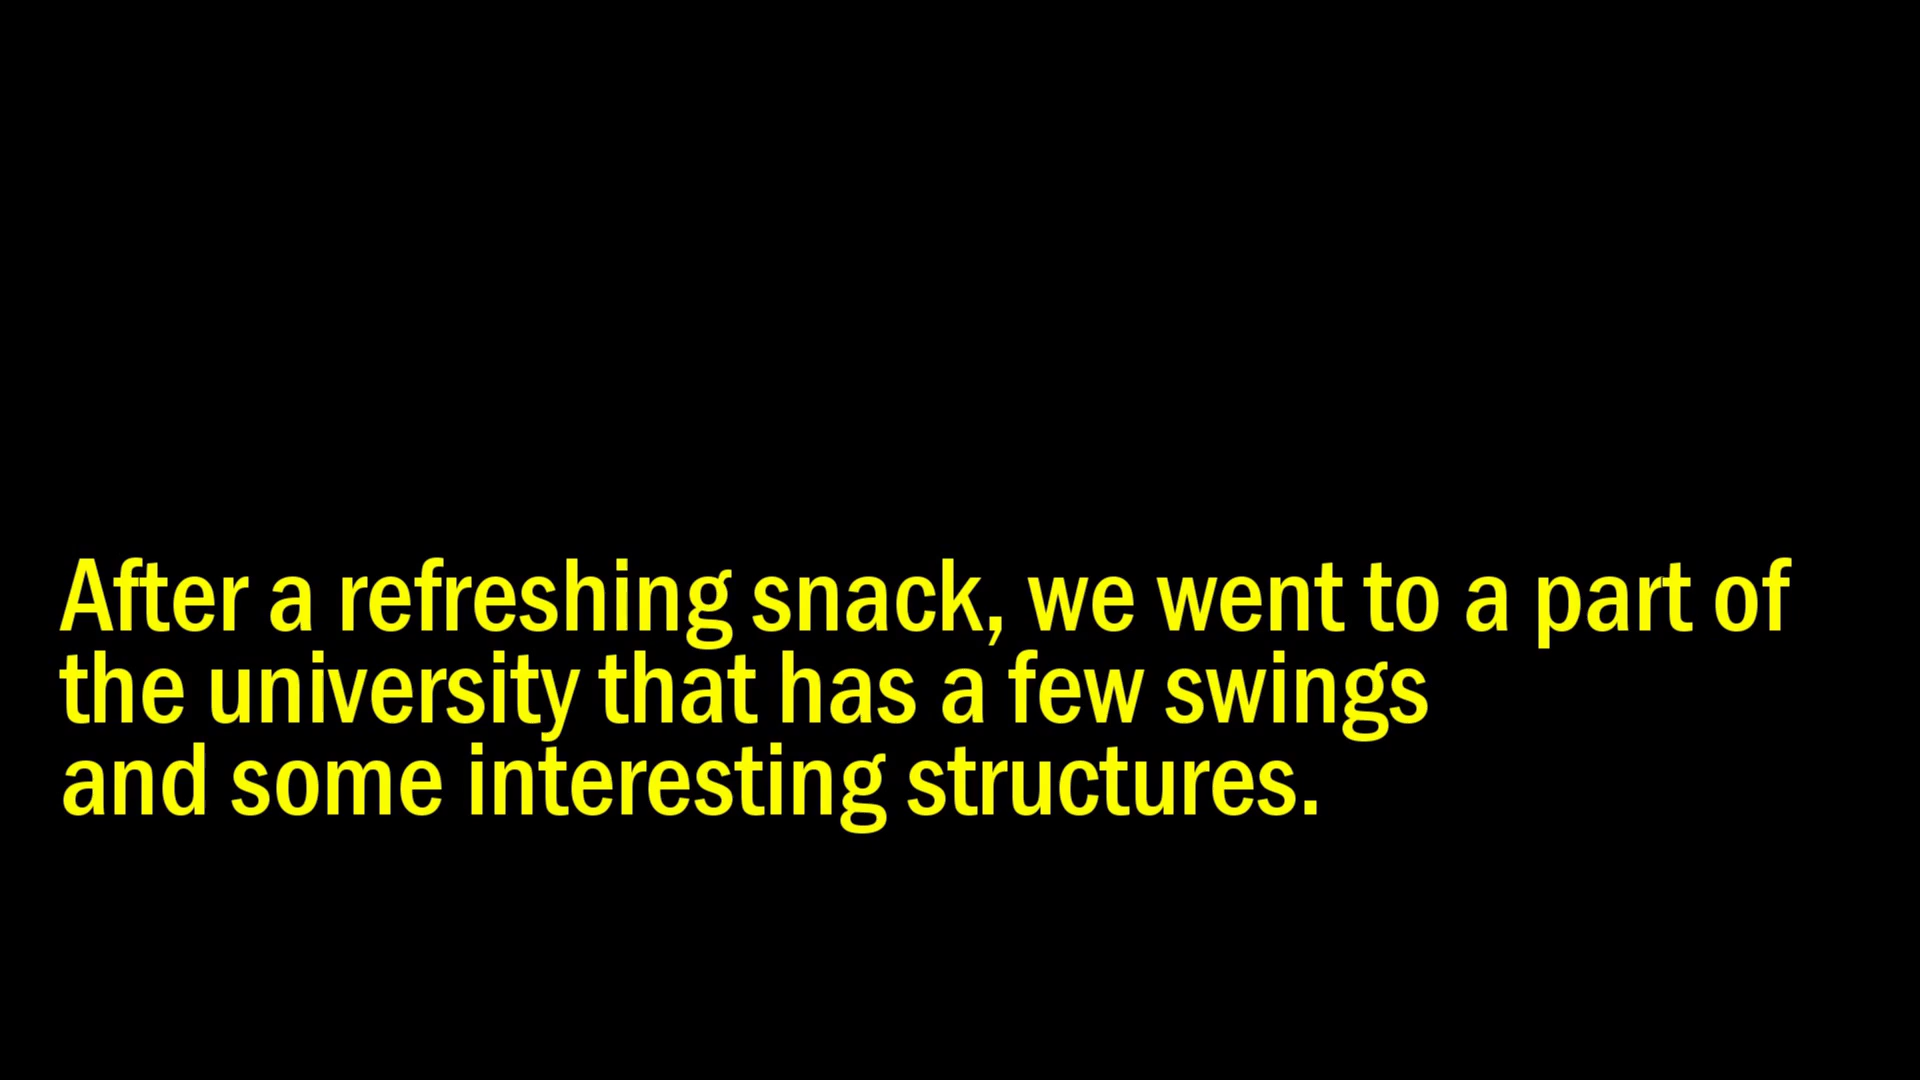 After a refreshing snack, we went to a part of
the university that has a few swings
and some interesting structures.